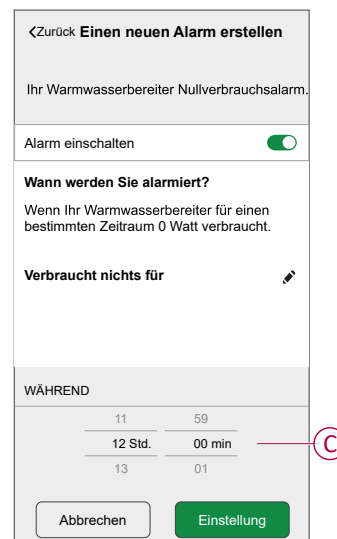 Zurück Einen neuen Alarm erstellen
Ihr Warmwasserbereiter Nullverbrauchsalarm.
Alarm einschalten
Wann werden Sie alarmiert?
Wenn Ihr Warmwasserbereiter für einen
bestimmten Zeitraum 0 Watt verbraucht.
Verbraucht nichts für
WÄHREND
11 59
12 Std. 00 min
C
13 01
Abbrechen Einstellung